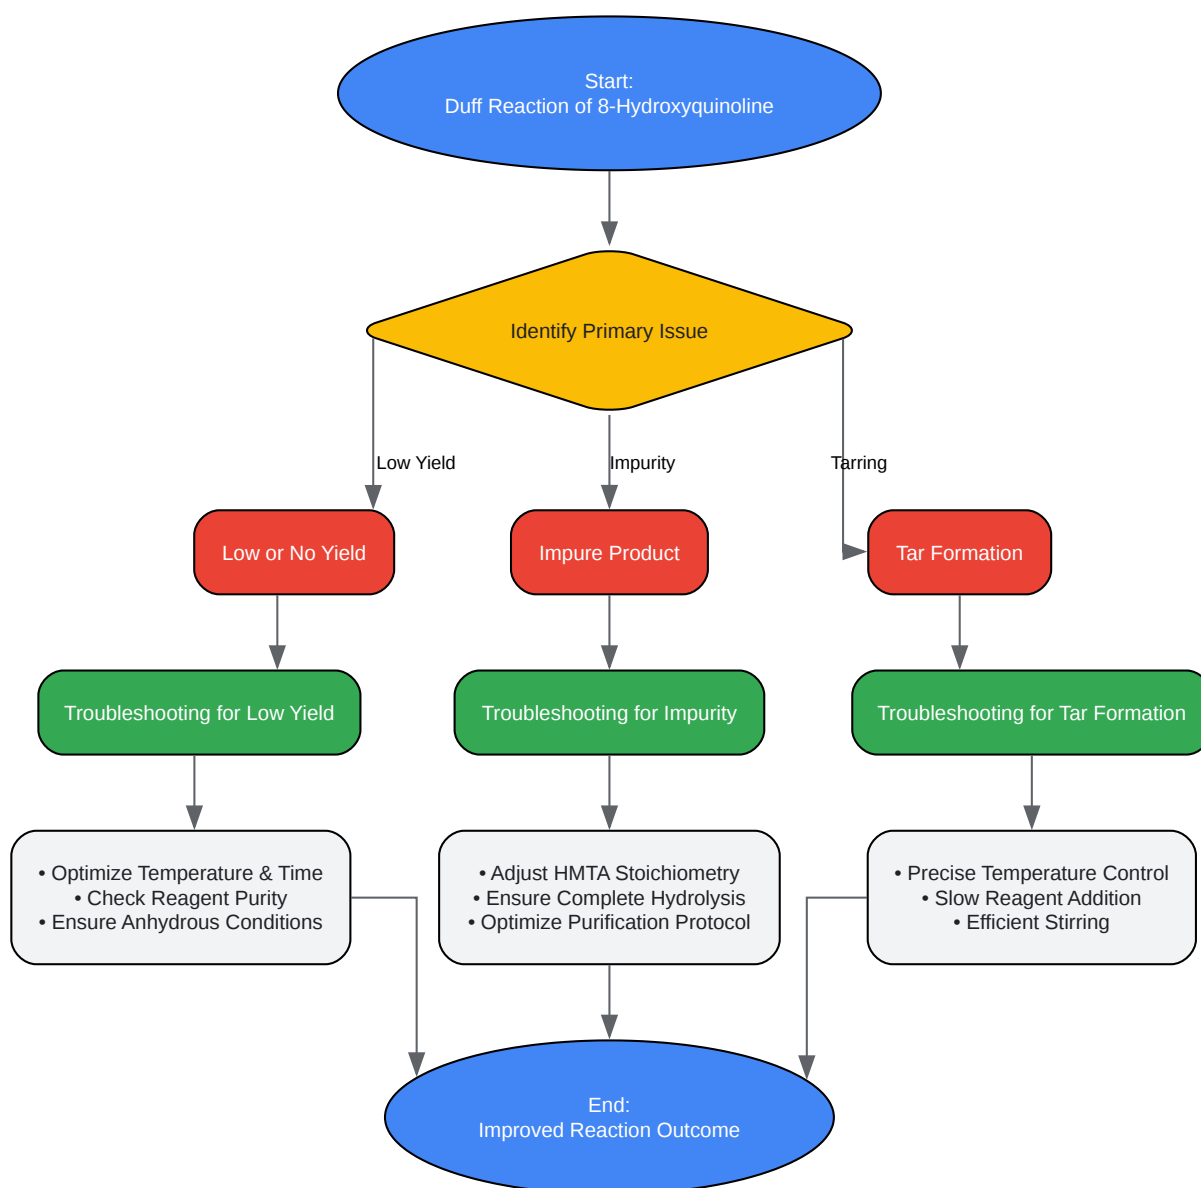 Start:
Duff Reaction of 8-Hydroxyquinoline
Identify Primary Issue
Low Yield
Impurity
Tarring
Low or No Yield
Impure Product
Tar Formation
Troubleshooting for Low Yield
Troubleshooting for Impurity
Troubleshooting for Tar Formation
• Optimize Temperature & Time
• Check Reagent Purity
• Ensure Anhydrous Conditions
• Adjust HMTA Stoichiometry
• Ensure Complete Hydrolysis
• Optimize Purification Protocol
• Precise Temperature Control
• Slow Reagent Addition
• Efficient Stirring
End:
Improved Reaction Outcome